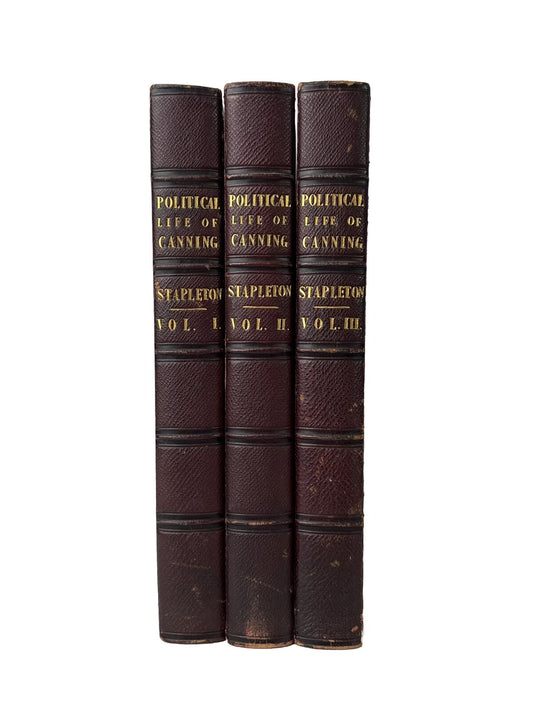 POLITICAL
LIFE OF
CANNING
STAPLETON
VOL. I.
POLITICAL
LIFE OF
CANNING
STAPLETON
VOL. II.
POLITICAL
LIFE OF
CANNING
STAPLETON
VOL. III.